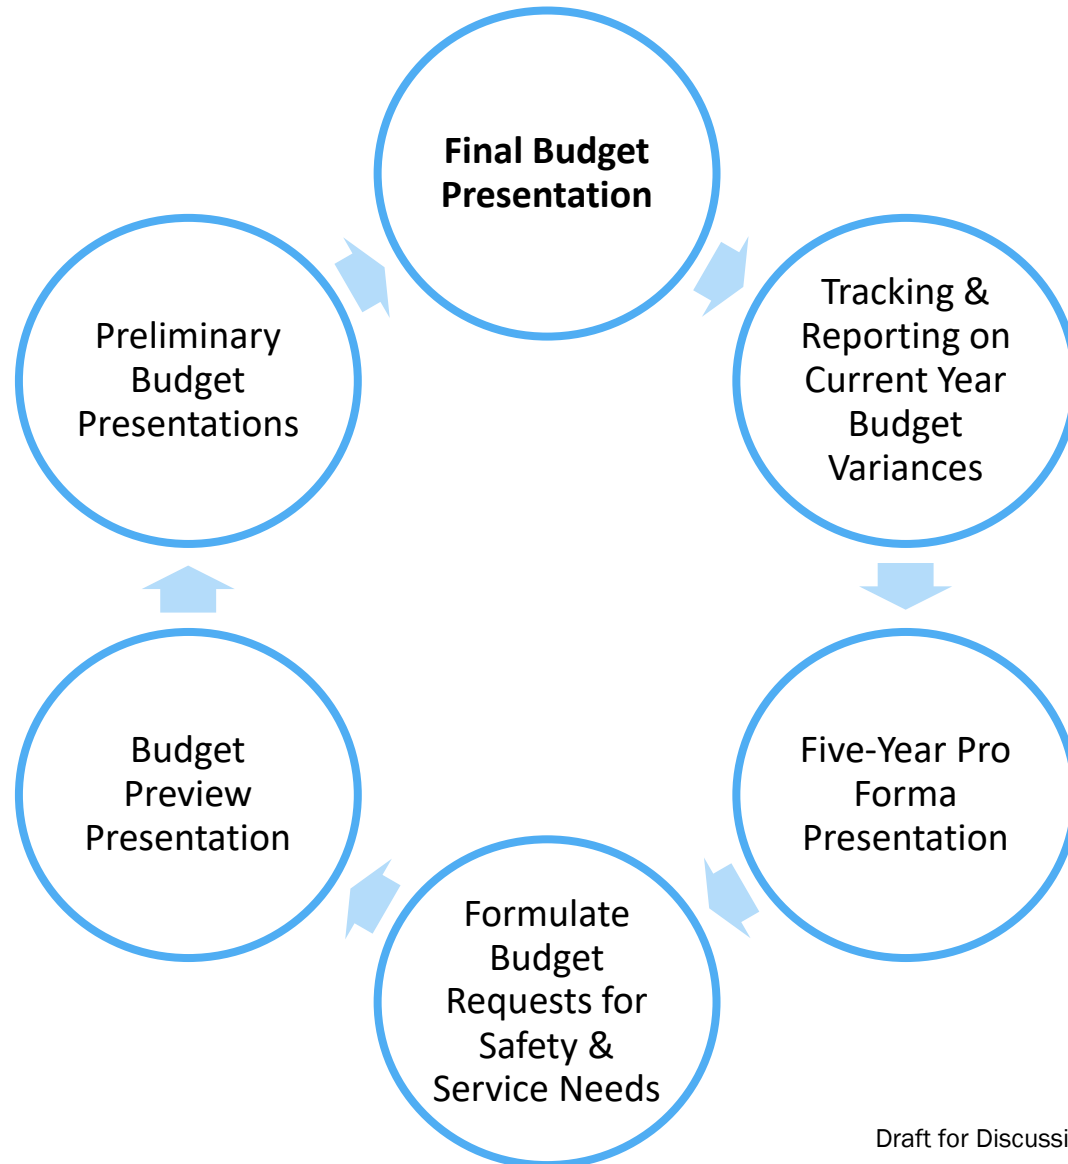 Final Budget
Presentation
Tracking &
Reporting on
Current Year
Budget
Variances
Five-Year Pro
Forma
Presentation
Formulate
Budget
Requests for
Safety &
Service Needs
Budget
Preview
Presentation
Preliminary
Budget
Presentations
Draft for Discussi